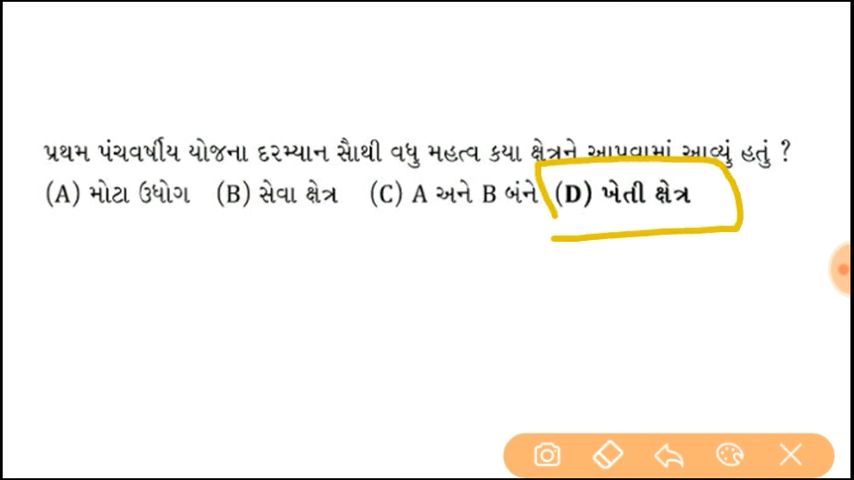 પ્રથમ પંચવર્ષીય યોજના દરમ્યાન સૌથી વધુ મહત્વ કયા ક્ષેત્રને આપવામાં આવ્યું હતું ?
(A) મોટા ઉધોગ (B) સેવા ક્ષેત્ર (C) A અને B બંને (D) ખેતી ક્ષેત્ર